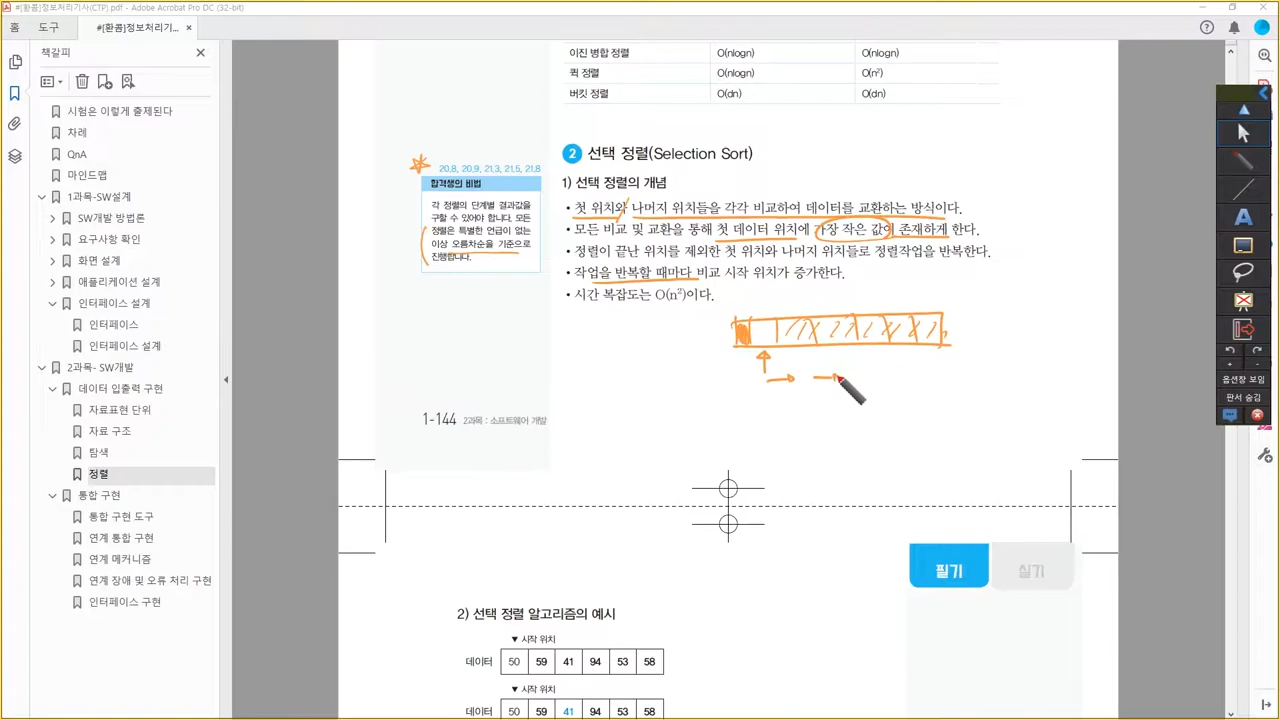 #[환콤]정보처리기사(CTP).pdf - Adobe Acrobat Pro DC (32-bit)
홈 도구 #[환콤]정보처리기...
책갈피
시험은 이렇게 출제된다
차례
QnA
마인드맵
1과목-SW설계
SW개발 방법론
요구사항 확인
화면 설계
애플리케이션 설계
인터페이스 설계
인터페이스
인터페이스 설계
2과목- SW개발
데이터 입출력 구현
자료표현 단위
자료 구조
탐색
정렬
통합 구현
통합 구현 도구
연계 통합 구현
연계 메커니즘
연계 장애 및 오류 처리 구현
인터페이스 구현
이진 병합 정렬 O(nlogn) O(nlogn)
퀵 정렬 O(nlogn) O(n²)
버킷 정렬 O(dn) O(dn)
2 선택 정렬(Selection Sort)
20.8, 20.9, 21.3, 21.5, 21.8
합격생의 비법
각 정렬의 단계별 결과값을
구할 수 있어야 합니다. 모든
정렬은 특별한 언급이 없는
이상 오름차순을 기준으로
진행합니다.
1) 선택 정렬의 개념
• 첫 위치와 나머지 위치들을 각각 비교하여 데이터를 교환하는 방식이다.
• 모든 비교 및 교환을 통해 첫 데이터 위치에 가장 작은 값이 존재하게 한다.
• 정렬이 끝난 위치를 제외한 첫 위치와 나머지 위치들로 정렬작업을 반복한다.
• 작업을 반복할 때마다 비교 시작 위치가 증가한다.
• 시간 복잡도는 O(n²)이다.
1-144 2과목 : 소프트웨어 개발
필기 실기
2) 선택 정렬 알고리즘의 예시
▼ 시작 위치
데이터 50 59 41 94 53 58
▼ 시작 위치
데이터 50 59 41 94 53 58
A
+ -
옵션창 보임
판서 숨김